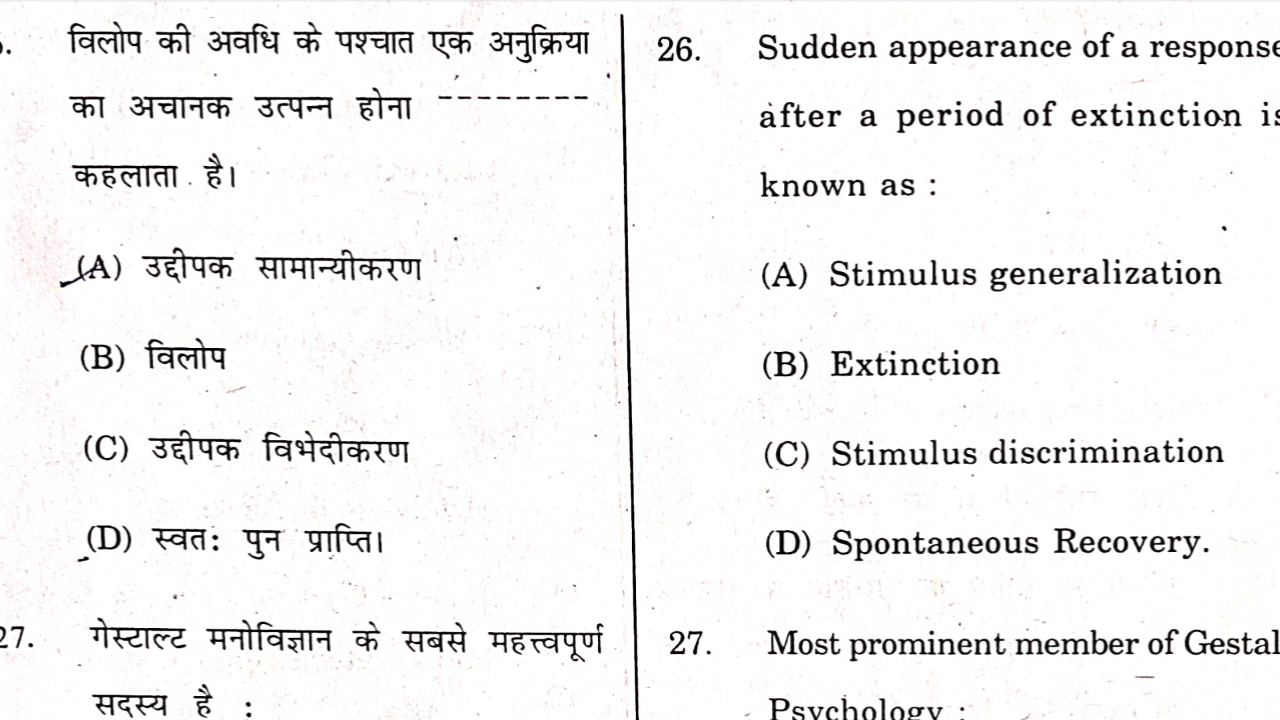 विलोप की अवधि के पश्चात एक अनुक्रिया
का अचानक उत्पन्न होना --------
कहलाता है।
(A) उद्दीपक सामान्यीकरण
(B) विलोप
(C) उद्दीपक विभेदीकरण
(D) स्वतः पुन प्राप्ति।
27. गेस्टाल्ट मनोविज्ञान के सबसे महत्त्वपूर्ण
सदस्य है :
26. Sudden appearance of a response
after a period of extinction is
known as :
(A) Stimulus generalization
(B) Extinction
(C) Stimulus discrimination
(D) Spontaneous Recovery.
27. Most prominent member of Gestal
Psychology :